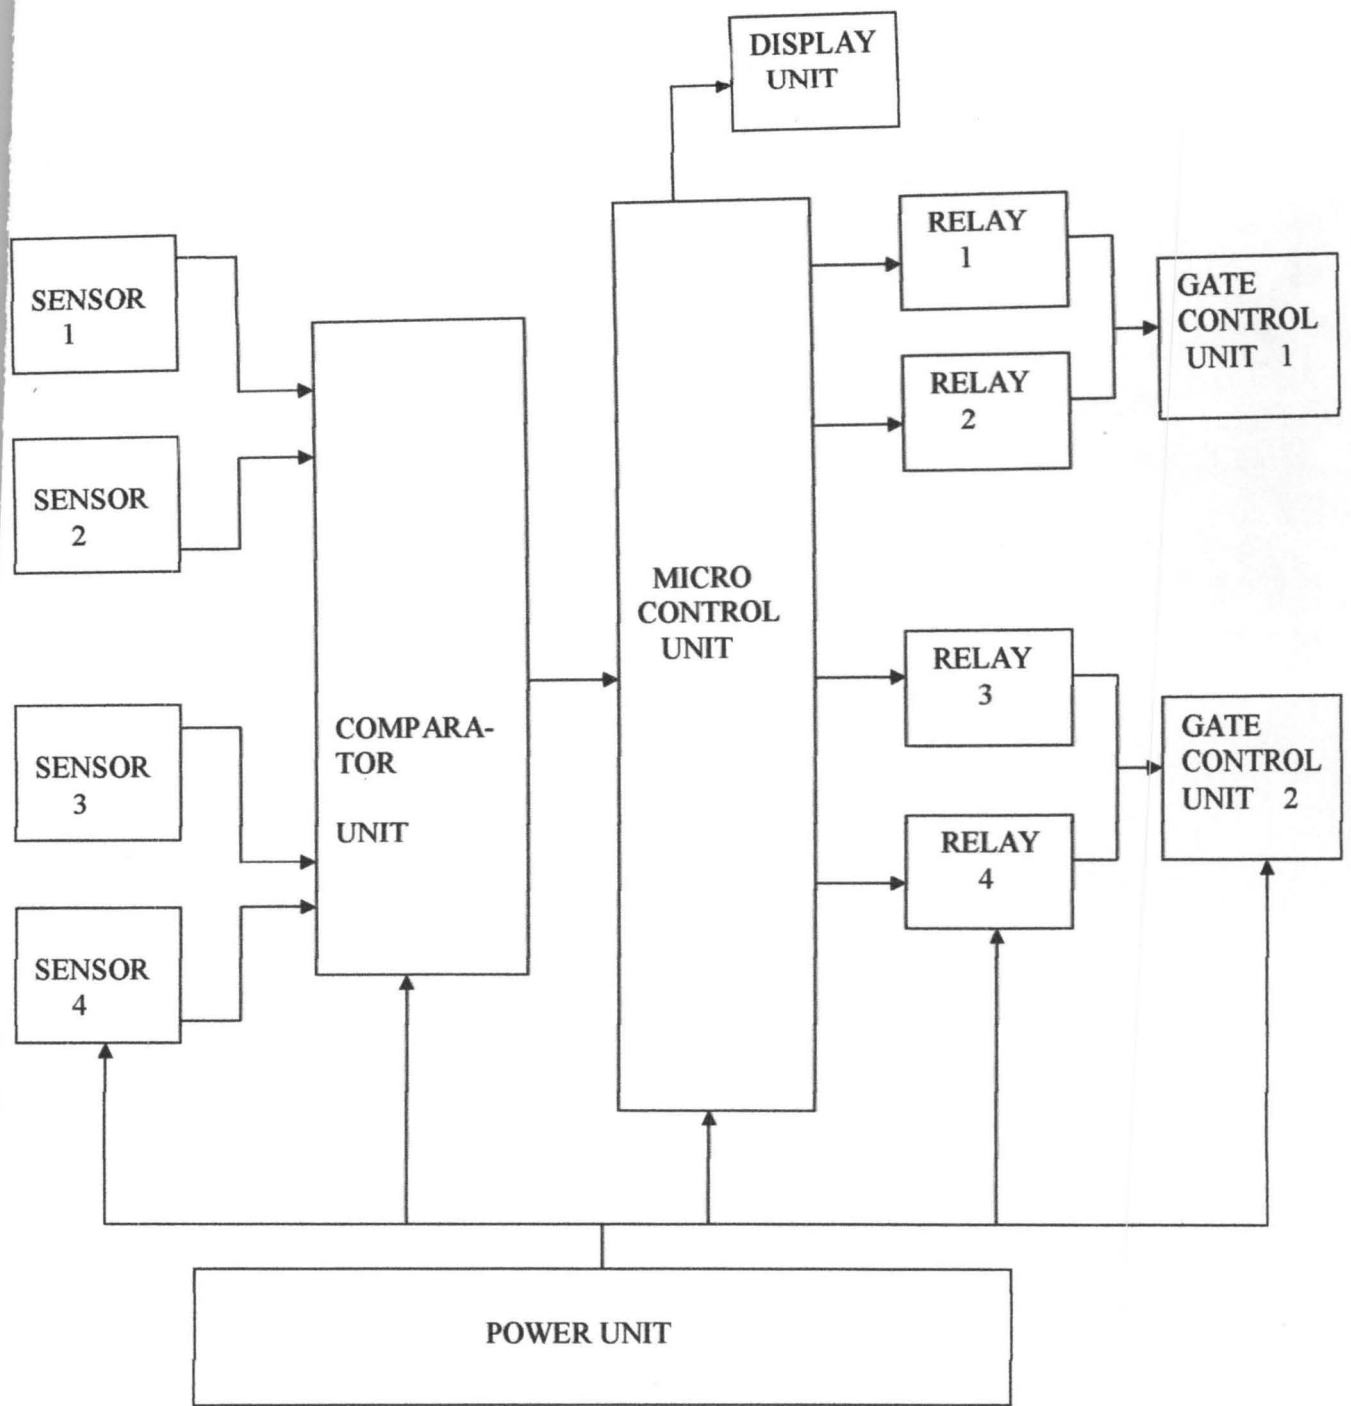 DISPLAY
UNIT
SENSOR
1
SENSOR
2
SENSOR
3
SENSOR
4
COMPARA-
TOR
UNIT
MICRO
CONTROL
UNIT
RELAY
1
RELAY
2
RELAY
3
RELAY
4
GATE
CONTROL
UNIT 1
GATE
CONTROL
UNIT 2
POWER UNIT